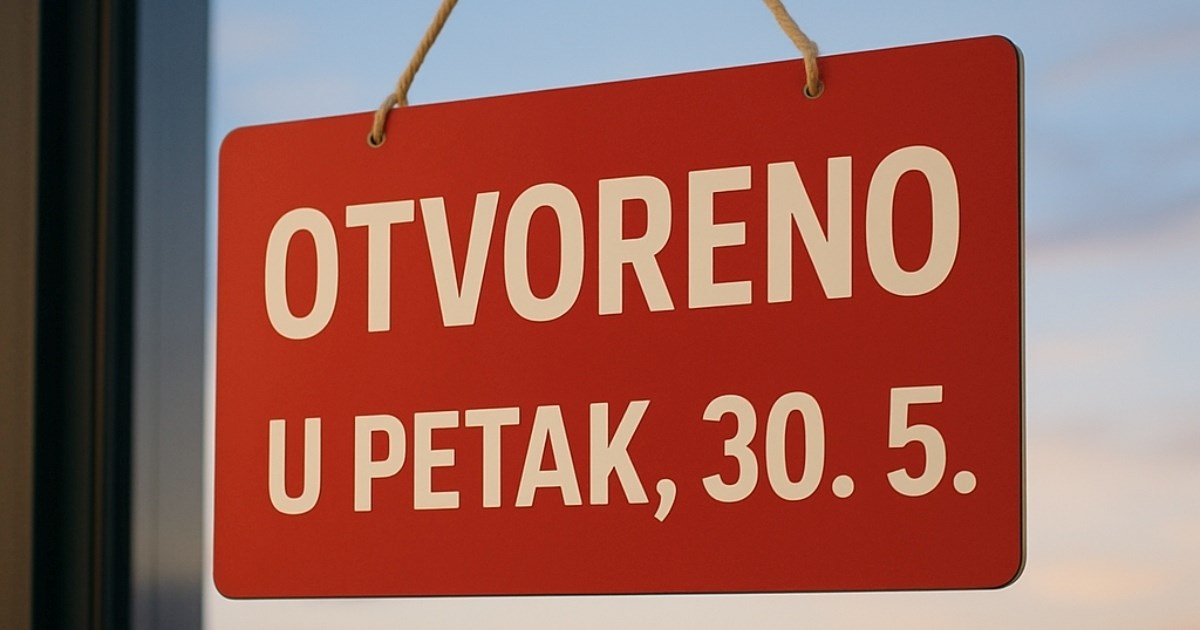 OTVORENO
U PETAK, 30. 5.